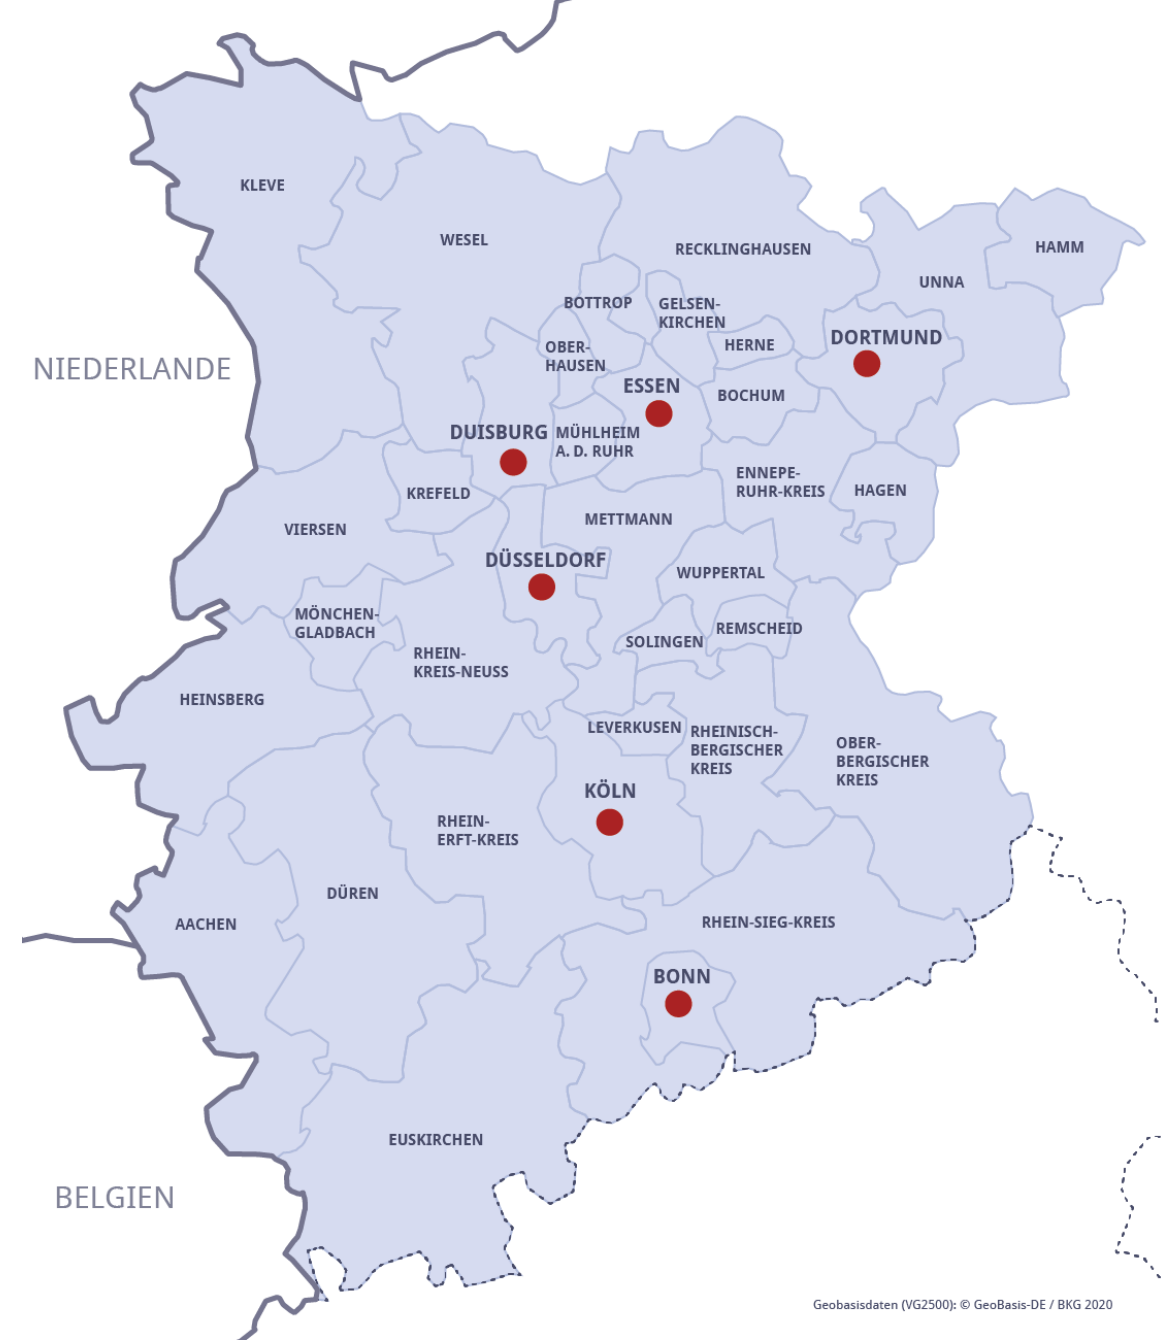 KLEVE
WESEL
RECKLINGHAUSEN
HAMM
UNNA
BOTTROP
GELSEN-
KIRCHEN
DORTMUND
HERNE
OBER-
HAUSEN
NIEDERLANDE
ESSEN
BOCHUM
DUISBURG
MÜHLHEIM
A. D. RUHR
ENNEPE-
RUHR-KREIS
HAGEN
KREFELD
METTMANN
VIERSEN
DÜSSELDORF
WUPPERTAL
MÖNCHEN-
GLADBACH
REMSCHEID
SOLINGEN
RHEIN-
KREIS-NEUSS
HEINSBERG
LEVERKUSEN
RHEINISCH-
BERGISCHER
KREIS
OBER-
BERGISCHER
KREIS
KÖLN
RHEIN-
ERFT-KREIS
DÜREN
AACHEN
RHEIN-SIEG-KREIS
BONN
EUSKIRCHEN
BELGIEN
Geobasisdaten (VG2500): © GeoBasis-DE / BKG 2020